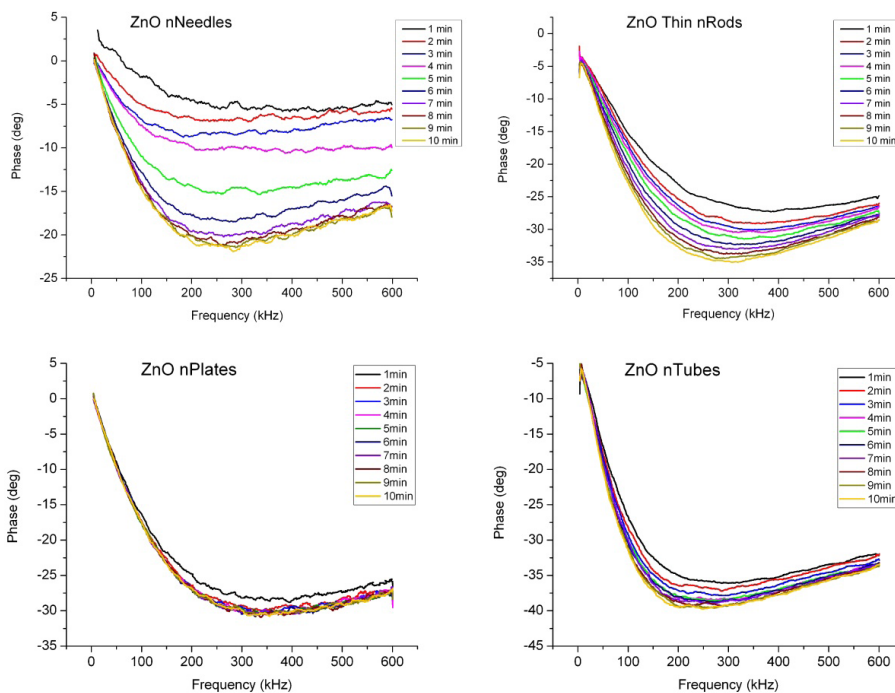 ZnO nNeedles
5
0
-5
-10
-15
-20
-25
0 100 200 300 400 500 600
Phase (deg)
Frequency (kHz)
1 min
2 min
3 min
4 min
5 min
6 min
7 min
8 min
9 min
10 min
ZnO Thin nRods
0
-5
-10
-15
-20
-25
-30
-35
0 100 200 300 400 500 600
Phase (deg)
Frequency (kHz)
1 min
2 min
3 min
4 min
5 min
6 min
7 min
8 min
9 min
10 min
ZnO nPlates
5
0
-5
-10
-15
-20
-25
-30
-35
0 100 200 300 400 500 600
Phase (deg)
Frequency (kHz)
1min
2min
3min
4min
5min
6min
7min
8min
9min
10min
ZnO nTubes
-5
-10
-15
-20
-25
-30
-35
-40
-45
0 100 200 300 400 500 600
Phase (deg)
Frequency (kHz)
1min
2min
3min
4min
5min
6min
7min
8min
9min
10min